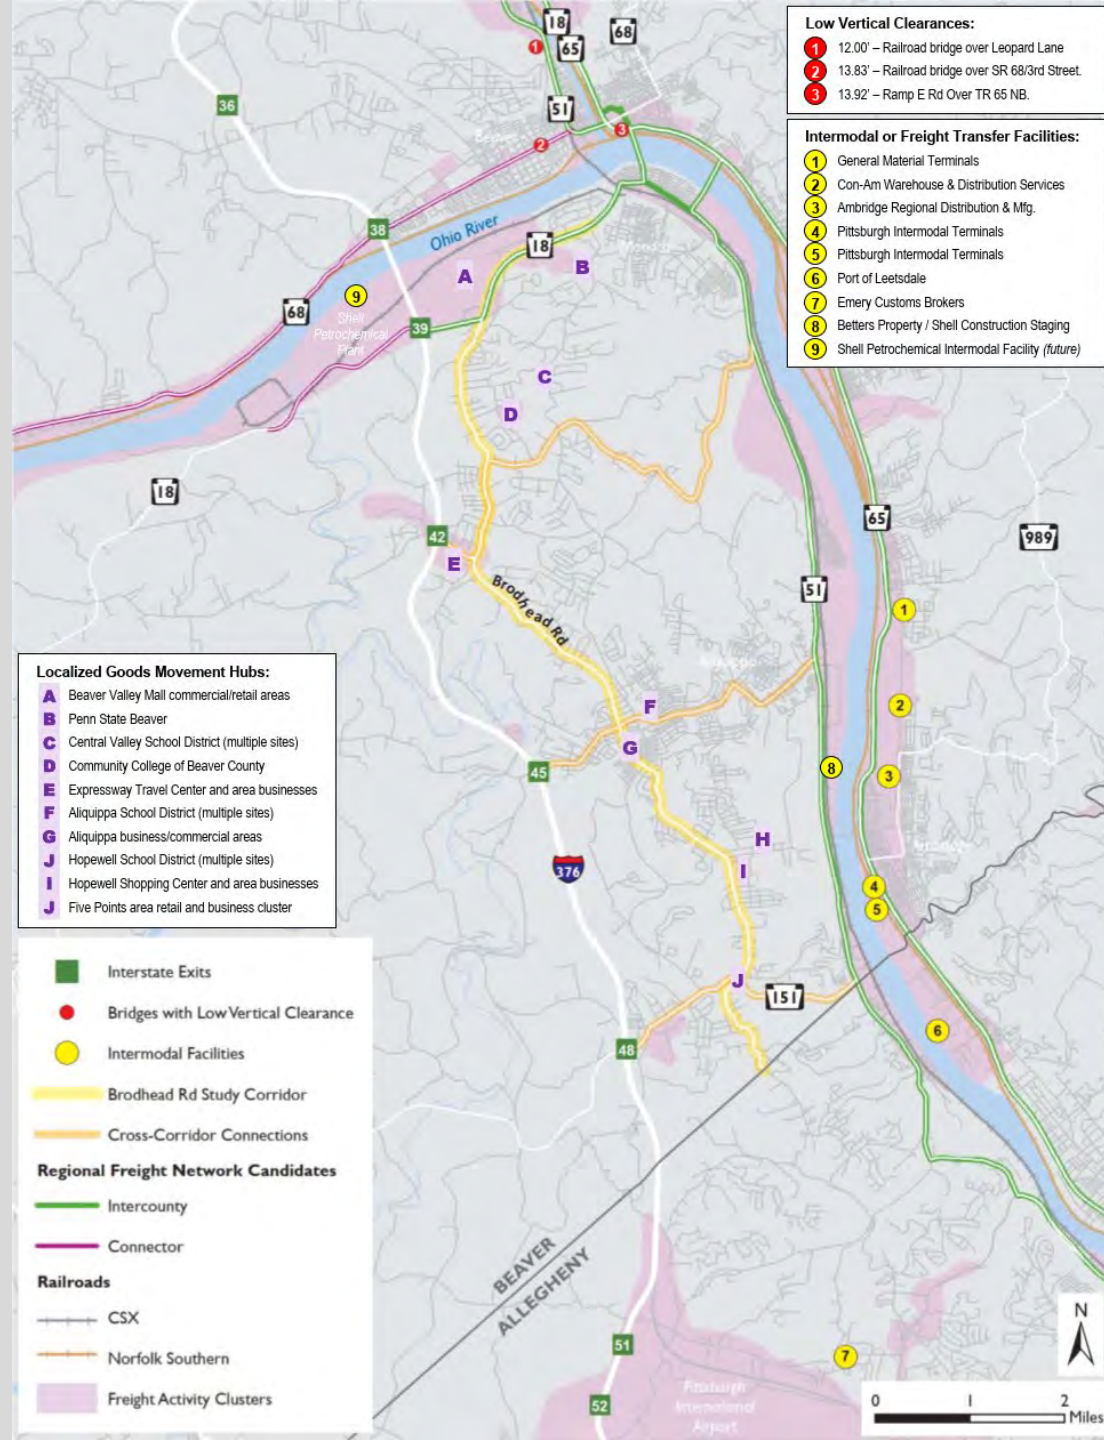 Low Vertical Clearances:
1 12.00' – Railroad bridge over Leopard Lane
2 13.83' – Railroad bridge over SR 68/3rd Street.
3 13.92' – Ramp E Rd Over TR 65 NB.
Intermodal or Freight Transfer Facilities:
1 General Material Terminals
2 Con-Am Warehouse & Distribution Services
3 Ambridge Regional Distribution & Mfg.
4 Pittsburgh Intermodal Terminals
5 Pittsburgh Intermodal Terminals
6 Port of Leetsdale
7 Emery Customs Brokers
8 Betters Property / Shell Construction Staging
9 Shell Petrochemical Intermodal Facility (future)
18
68
65
1
36
51
3
2
38
Ohio River
18
B
A
9
68
Shell
Petrochemical
Plant
39
C
D
18
65
42
989
E
51
Brodhead Rd
1
Aliquippa
F
2
G
45
8
3
H
376
I
4
5
J
151
6
48
BEAVER
ALLEGHENY
51
7
52
Pittsburgh
International
Airport
Localized Goods Movement Hubs:
A Beaver Valley Mall commercial/retail areas
B Penn State Beaver
C Central Valley School District (multiple sites)
D Community College of Beaver County
E Expressway Travel Center and area businesses
F Aliquippa School District (multiple sites)
G Aliquippa business/commercial areas
J Hopewell School District (multiple sites)
I Hopewell Shopping Center and area businesses
J Five Points area retail and business cluster
Interstate Exits
Bridges with Low Vertical Clearance
Intermodal Facilities
Brodhead Rd Study Corridor
Cross-Corridor Connections
Regional Freight Network Candidates
Intercounty
Connector
Railroads
CSX
Norfolk Southern
Freight Activity Clusters
N
0 1 2
Miles